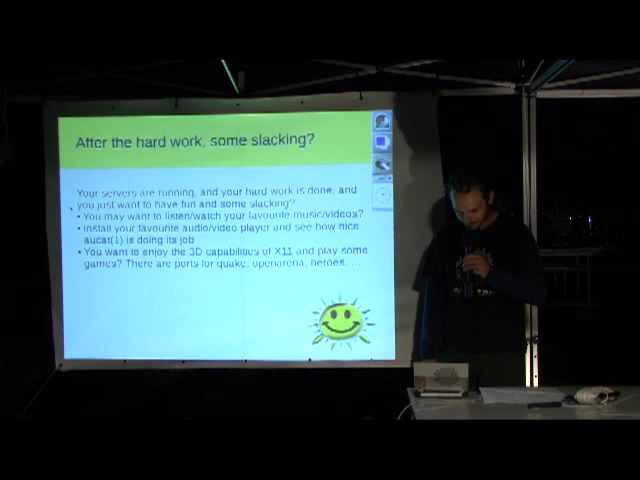 After the hard work, some slacking?
Your servers are running, and your hard work is done, and
you just want to have fun and some slacking?
• You may want to listen/watch your favourite music/videos?
• Install your favourite audio/video player and see how nice
aucat(1) is doing its job
• You want to enjoy the 3D capabilities of X11 and play some
games? There are ports for quake, openarena, heroes, ...